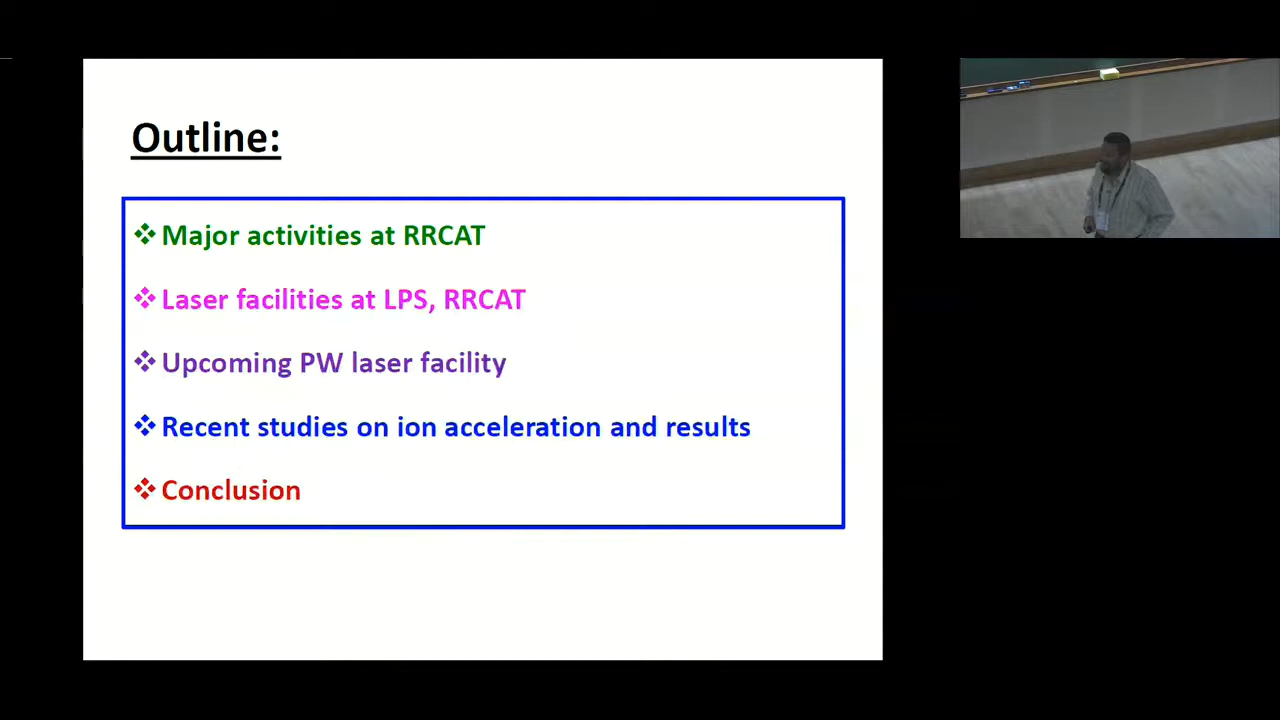 Outline:
❖ Major activities at RRCAT
❖ Laser facilities at LPS, RRCAT
❖ Upcoming PW laser facility
❖ Recent studies on ion acceleration and results
❖ Conclusion